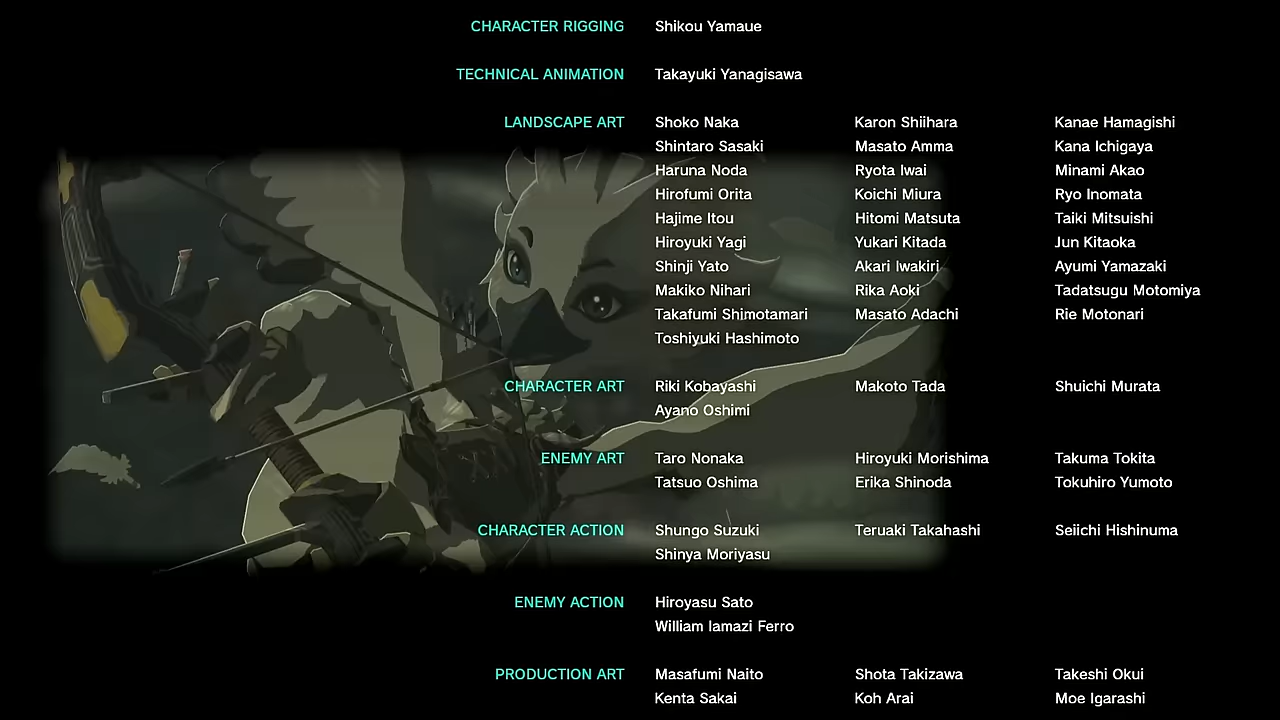 CHARACTER RIGGING Shikou Yamaue
TECHNICAL ANIMATION Takayuki Yanagisawa
LANDSCAPE ART Shoko Naka Karon Shiihara Kanae Hamagishi
Shintaro Sasaki Masato Amma Kana Ichigaya
Haruna Noda Ryota Iwai Minami Akao
Hirofumi Orita Koichi Miura Ryo Inomata
Hajime Itou Hitomi Matsuta Taiki Mitsuishi
Hiroyuki Yagi Yukari Kitada Jun Kitaoka
Shinji Yato Akari Iwakiri Ayumi Yamazaki
Makiko Nihari Rika Aoki Tadatsugu Motomiya
Takafumi Shimotamari Masato Adachi Rie Motonari
Toshiyuki Hashimoto
CHARACTER ART Riki Kobayashi Makoto Tada Shuichi Murata
Ayano Oshimi
ENEMY ART Taro Nonaka Hiroyuki Morishima Takuma Tokita
Tatsuo Oshima Erika Shinoda Tokuhiro Yumoto
CHARACTER ACTION Shungo Suzuki Teruaki Takahashi Seiichi Hishinuma
Shinya Moriyasu
ENEMY ACTION Hiroyasu Sato
William Iamazi Ferro
PRODUCTION ART Masafumi Naito Shota Takizawa Takeshi Okui
Kenta Sakai Koh Arai Moe Igarashi